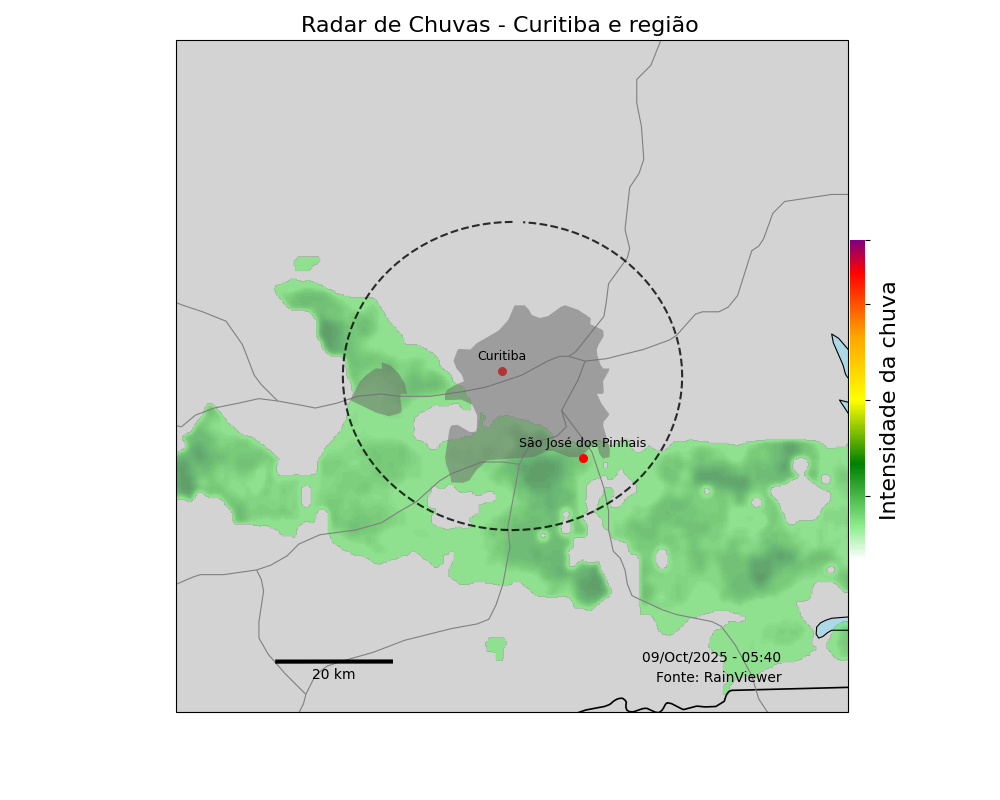 Radar de Chuvas - Curitiba e região
Curitiba
São José dos Pinhais
Intensidade da chuva
20 km
09/Oct/2025 - 05:40
Fonte: RainViewer